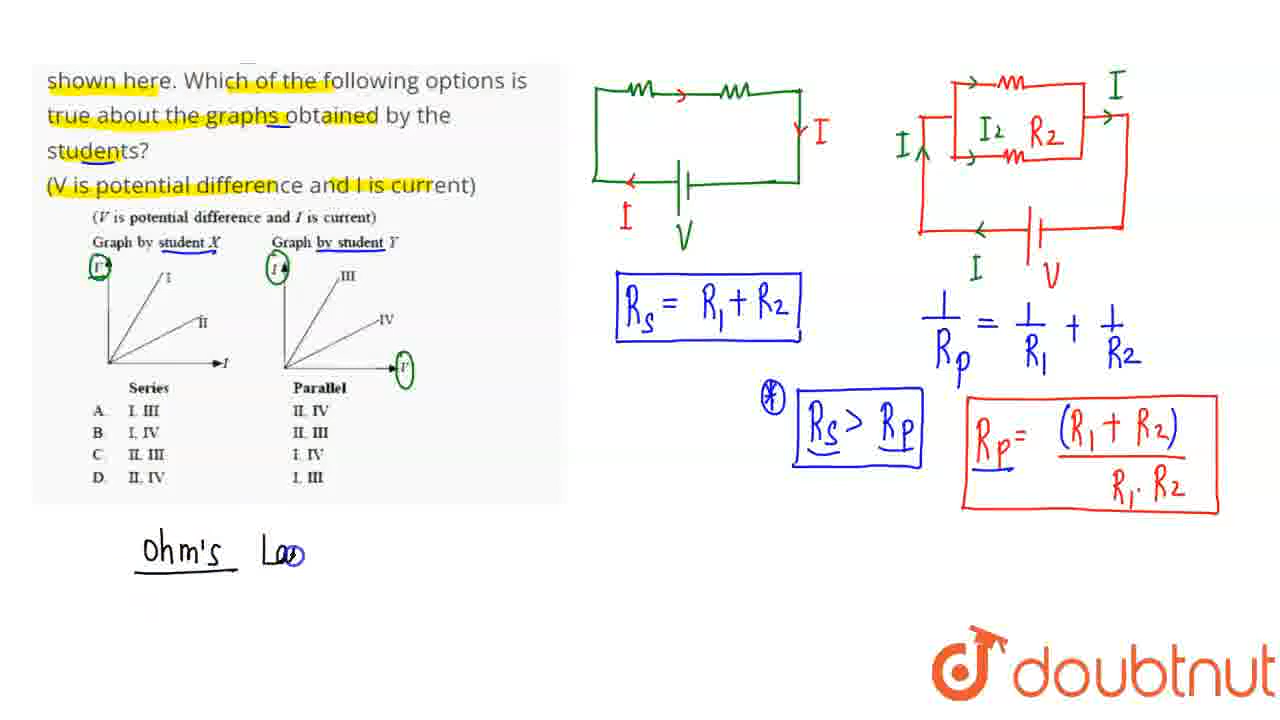 shown here. Which of the following options is
true about the graphs obtained by the
students?
(V is potential difference and I is current)
(V is potential difference and I is current)
Graph by student X Graph by student Y
V I
I III
II IV
I V
Series Parallel
A. I, III II, IV
B. I, IV II, III
C. II, III I, IV
D. II, IV I, III
Ohm's La
I
I
V
Rs = R1 + R2
* Rs > Rp
I
I2 R2
I
I
V
1/Rp = 1/R1 + 1/R2
Rp = (R1 + R2)
R1 . R2
doubtnut